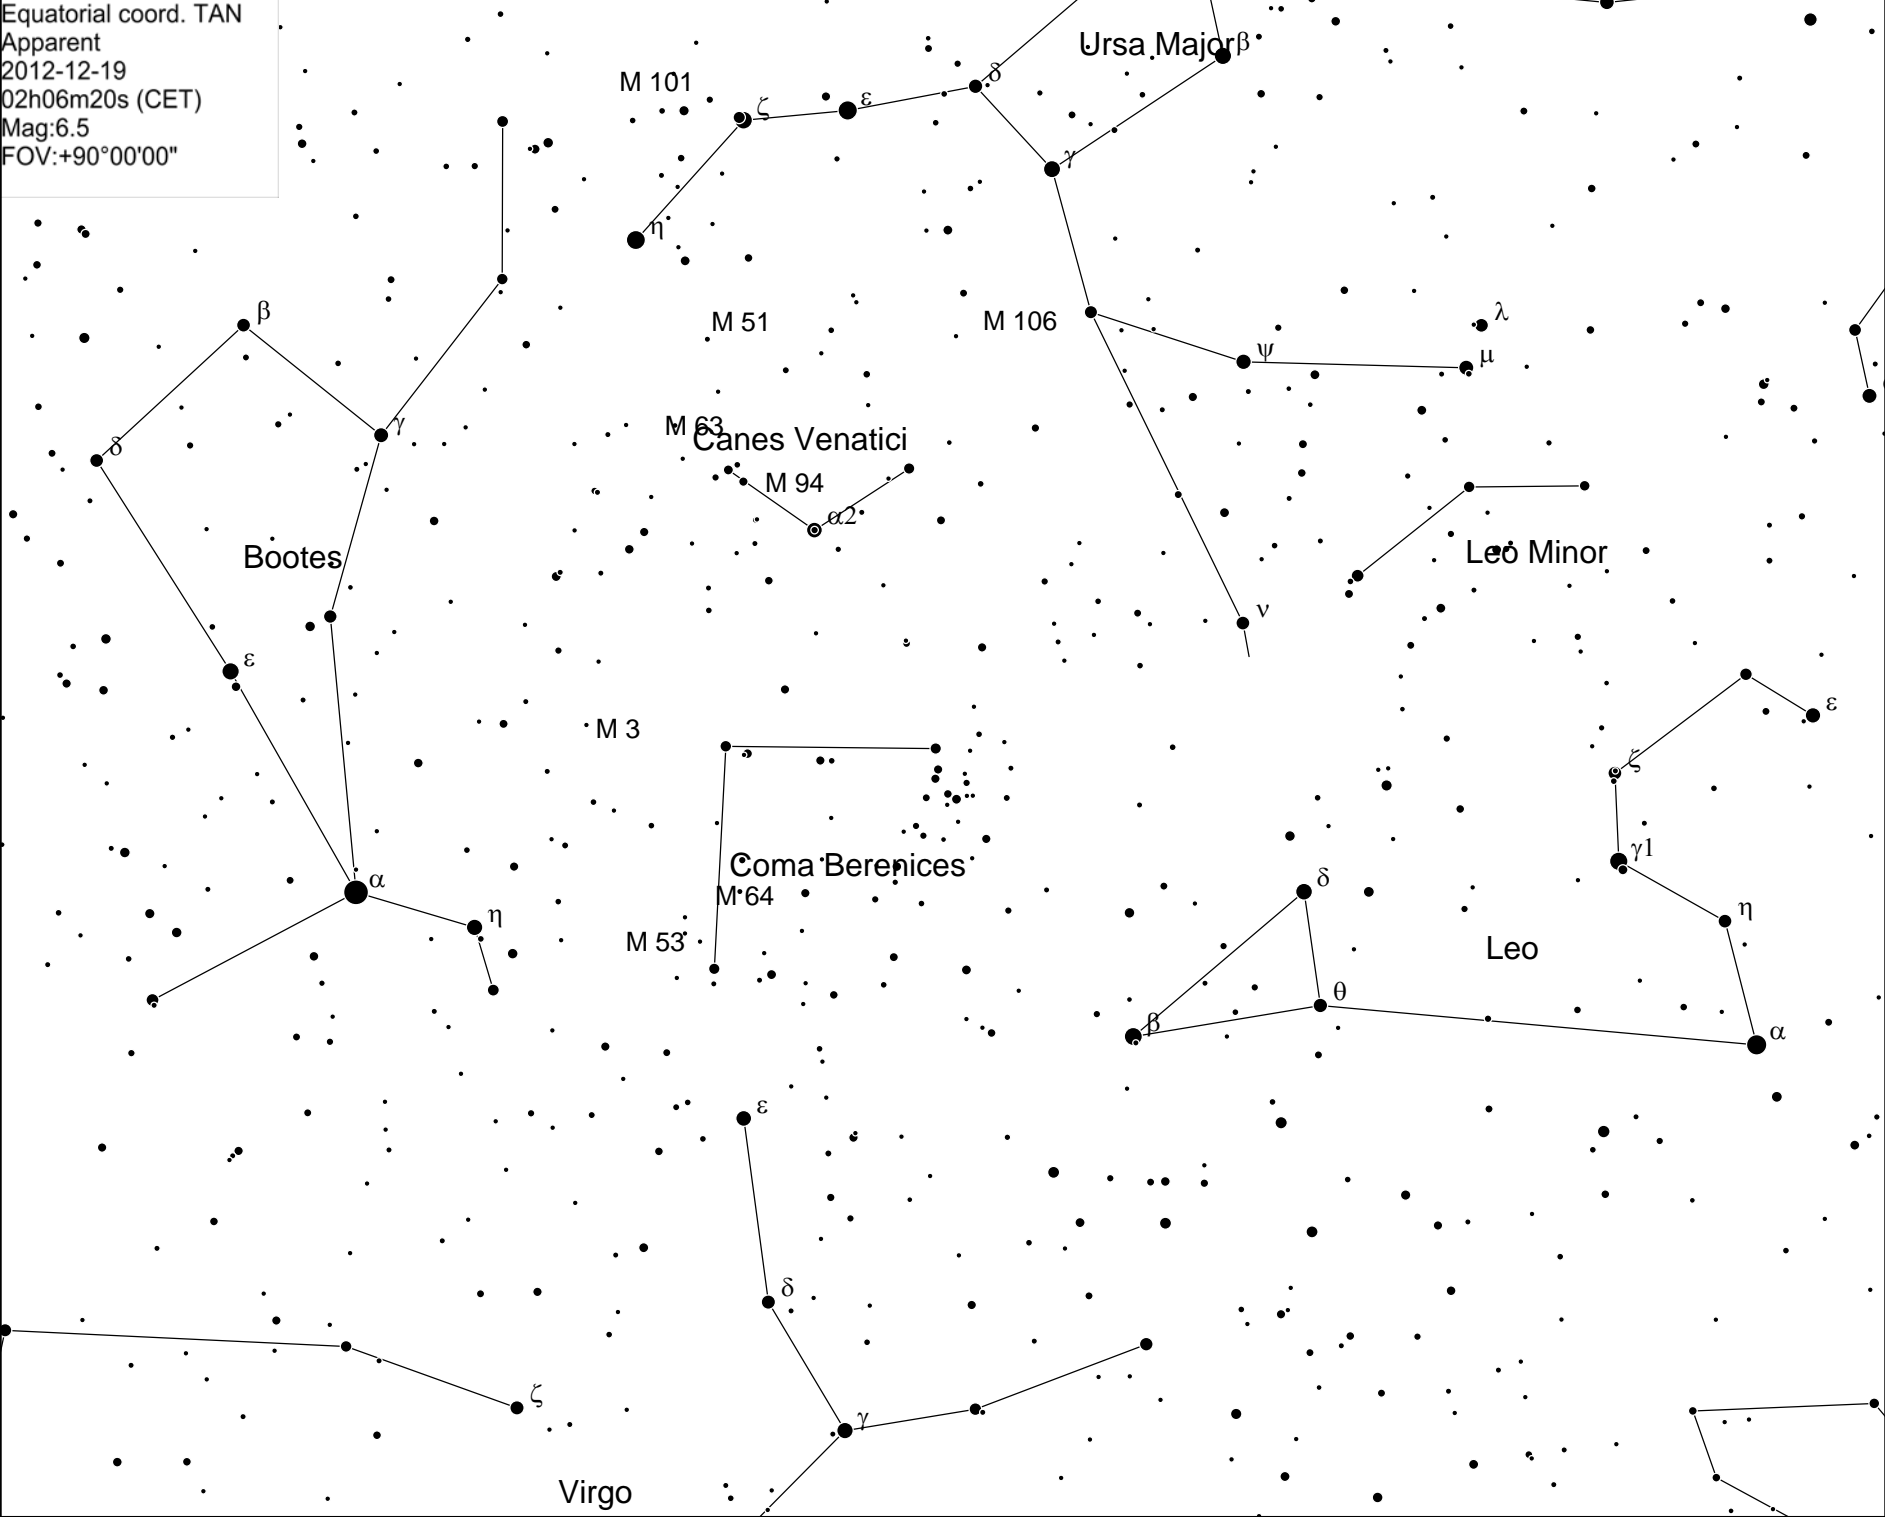 Equatorial coord. TAN
Apparent
2012-12-19
02h06m20s (CET)
Mag:6.5
FOV:+90°00'00"
Ursa Major
β
δ
M 101
ζ
ε
γ
η
β
M 51
M 106
λ
ψ
μ
γ
M 63
Canes Venatici
δ
M 94
α2
Bootes
Leo Minor
ν
ε
ε
M 3
ζ
γ1
Coma Berenices
α
δ
M 64
η
η
M 53
Leo
θ
β
α
ε
δ
ζ
γ
Virgo